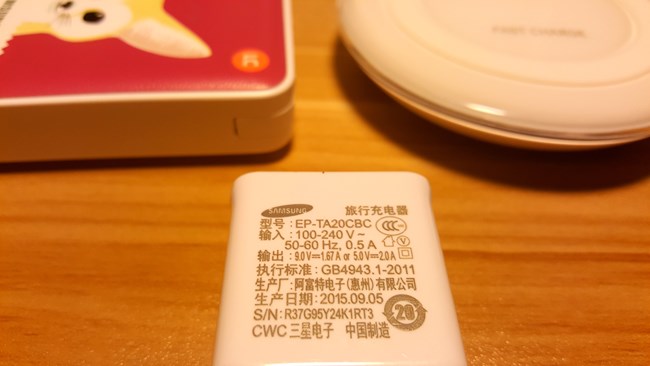 FAST CHARGE
SAMSUNG 旅行充电器
型号:EP-TA20CBC
输入:100-240 V~
50-60 Hz, 0.5 A
输出:9.0V⎓1.67A or 5.0V⎓2.0A
执行标准:GB4943.1-2011
生产厂:阿富特电子(惠州)有限公司
生产日期:2015.09.05
S/N:R37G95Y24K1RT3
20
CWC 三星电子 中国制造